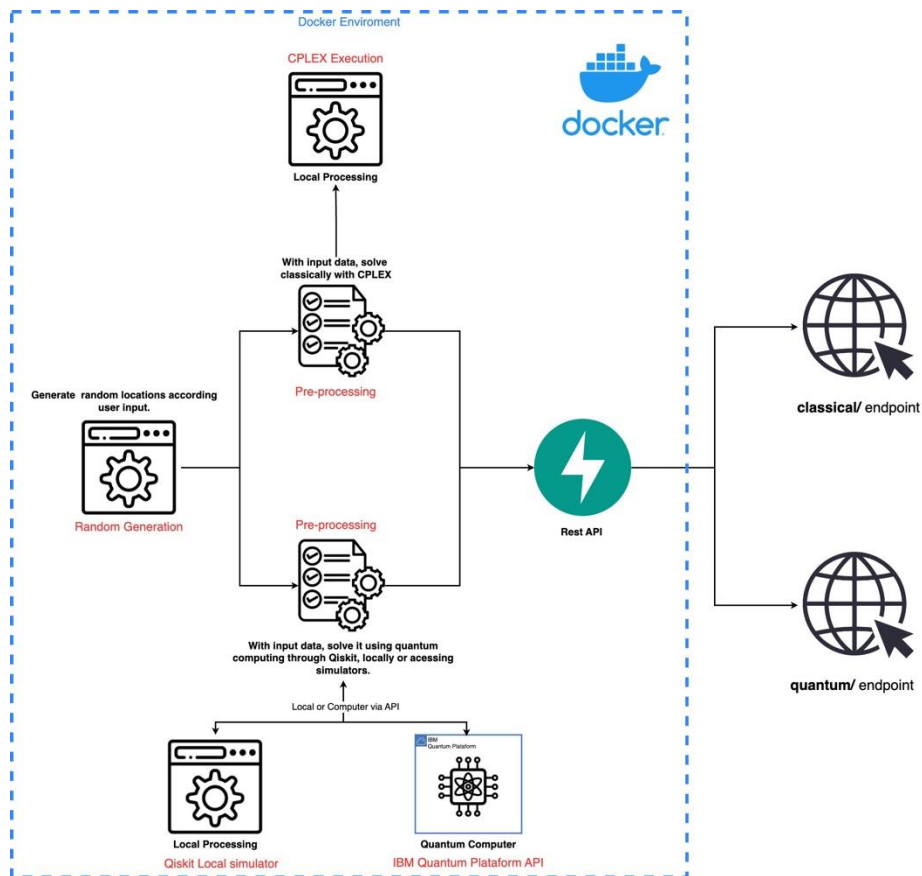 Docker Enviroment
CPLEX Execution
docker
Local Processing
With input data, solve
classically with CPLEX
Pre-processing
Generate random locations according
user input.
Random Generation
Pre-processing
Rest API
classical/ endpoint
With input data, solve it using quantum
computing through Qiskit, locally or acessing
simulators.
quantum/ endpoint
Local or Computer via API
IBM
Quantum Plataform
Local Processing
Qiskit Local simulator
Quantum Computer
IBM Quantum Plataform API